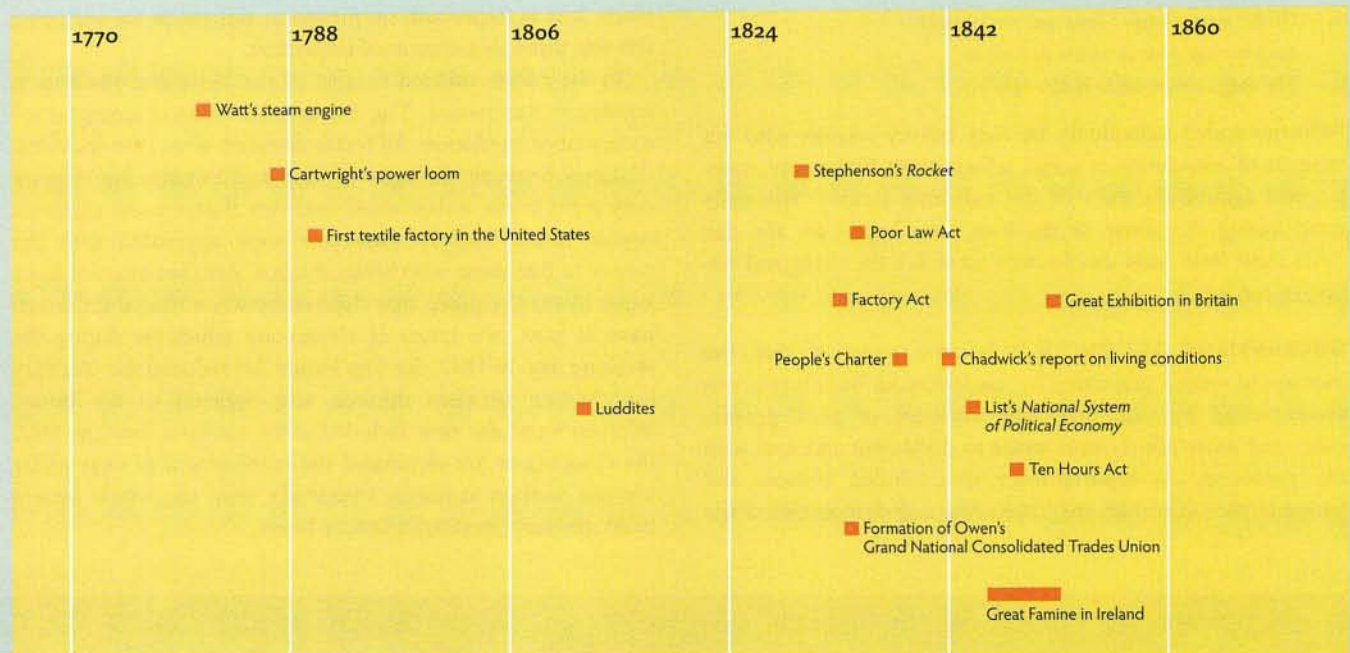 1770
1788
1806
1824
1842
1860
Watt's steam engine
Cartwright's power loom
Stephenson's Rocket
First textile factory in the United States
Poor Law Act
Factory Act
Great Exhibition in Britain
People's Charter
Chadwick's report on living conditions
Luddites
List's National System
of Political Economy
Ten Hours Act
Formation of Owen's
Grand National Consolidated Trades Union
Great Famine in Ireland